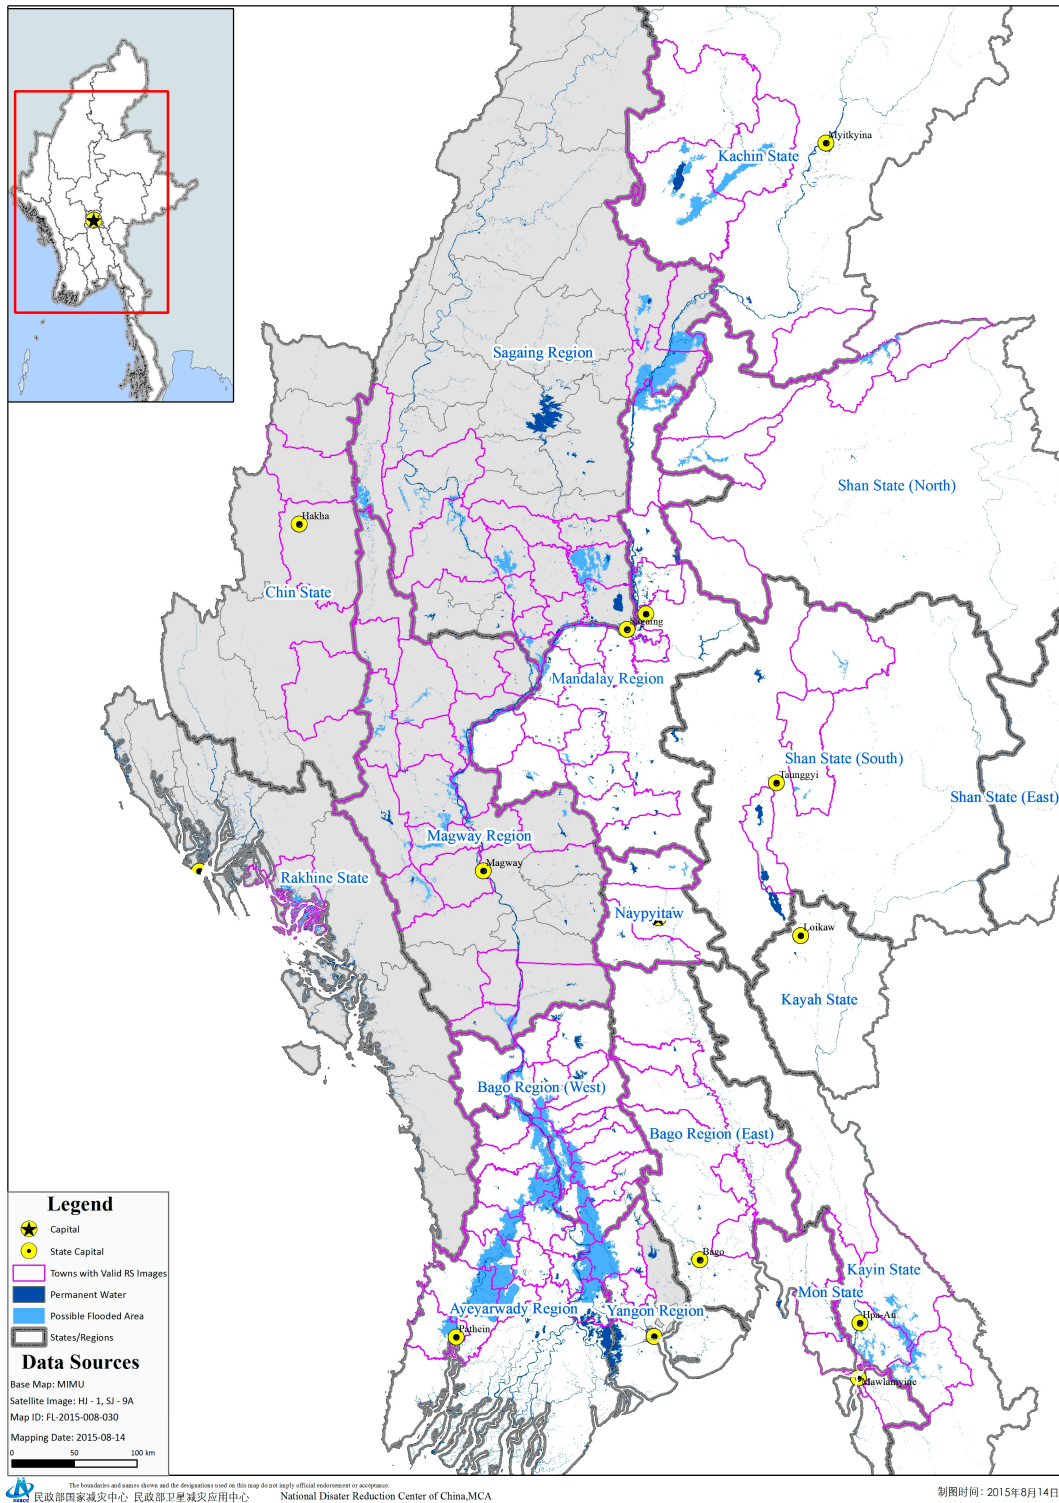 Myitkyina
Kachin State
Sagaing Region
Shan State (North)
Hakha
Chin State
Sagaing
Mandalay Region
Shan State (South)
Taunggyi
Shan State (East)
Magway Region
Magway
Rakhine State
Naypyitaw
Loikaw
Kayah State
Bago Region (West)
Bago Region (East)
Bago
Kayin State
Mon State
Ayeyarwady Region
Yangon Region
Hpa-An
Pathein
Mawlamyine
Legend
Capital
State Capital
Towns with Valid RS Images
Permanent Water
Possible Flooded Area
States/Regions
Data Sources
Base Map: MIMU
Satellite Image: HJ - 1, SJ - 9A
Map ID: FL-2015-008-030
Mapping Date: 2015-08-14
0 50 100 km
The boundaries and names shown and the designations used on this map do not imply official endorsement or acceptance.
NDRCC
民政部国家减灾中心 民政部卫星减灾应用中心 National Disater Reduction Center of China,MCA
制图时间: 2015年8月14日